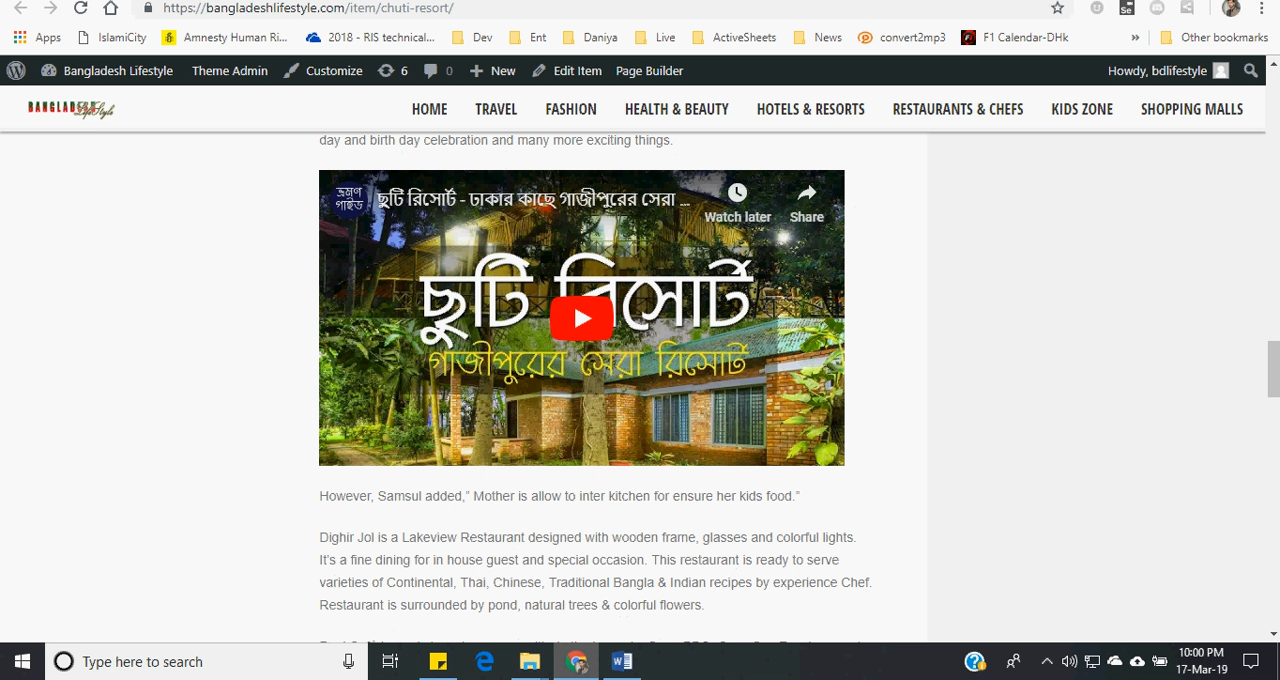 https://bangladeshlifestyle.com/item/chuti-resort/
Se
Apps IslamiCity Amnesty Human Ri... 2018 - RIS technical... Dev Ent Daniya Live ActiveSheets News convert2mp3 F1 Calendar-DHk » Other bookmarks
Bangladesh Lifestyle Theme Admin Customize 6 0 New Edit Item Page Builder Howdy, bdlifestyle
BANGLADESH LifeStyle HOME TRAVEL FASHION HEALTH & BEAUTY HOTELS & RESORTS RESTAURANTS & CHEFS KIDS ZONE SHOPPING MALLS
day and birth day celebration and many more exciting things.
ভ্রমণ গাইড ছুটি রিসোর্ট - ঢাকার কাছে গাজীপুরের সেরা ...
Watch later Share
ছুটি রিসোর্ট
গাজীপুরের সেরা রিসোর্ট
However, Samsul added,” Mother is allow to inter kitchen for ensure her kids food.”
Dighir Jol is a Lakeview Restaurant designed with wooden frame, glasses and colorful lights.
It’s a fine dining for in house guest and special occasion. This restaurant is ready to serve
varieties of Continental, Thai, Chinese, Traditional Bangla & Indian recipes by experience Chef.
Restaurant is surrounded by pond, natural trees & colorful flowers.
Type here to search
10:00 PM
17-Mar-19